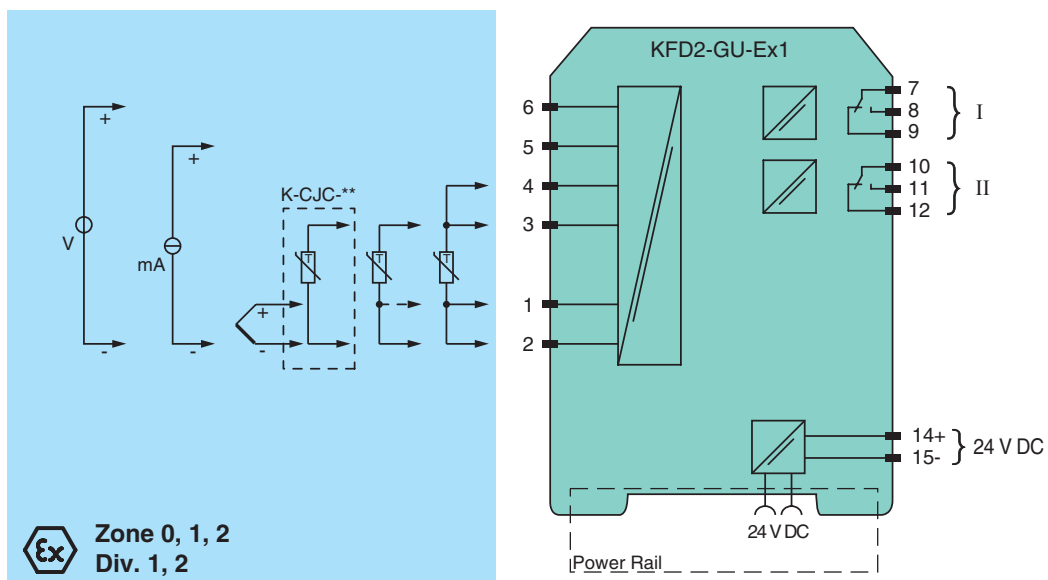 +
V
-
+
mA
-
K-CJC-**
T
+
-
T
T
Ex
Zone 0, 1, 2
Div. 1, 2
KFD2-GU-Ex1
6
5
4
3
1
2
7
8
9
I
10
11
12
II
14+
15-
24 V DC
24 V DC
Power Rail